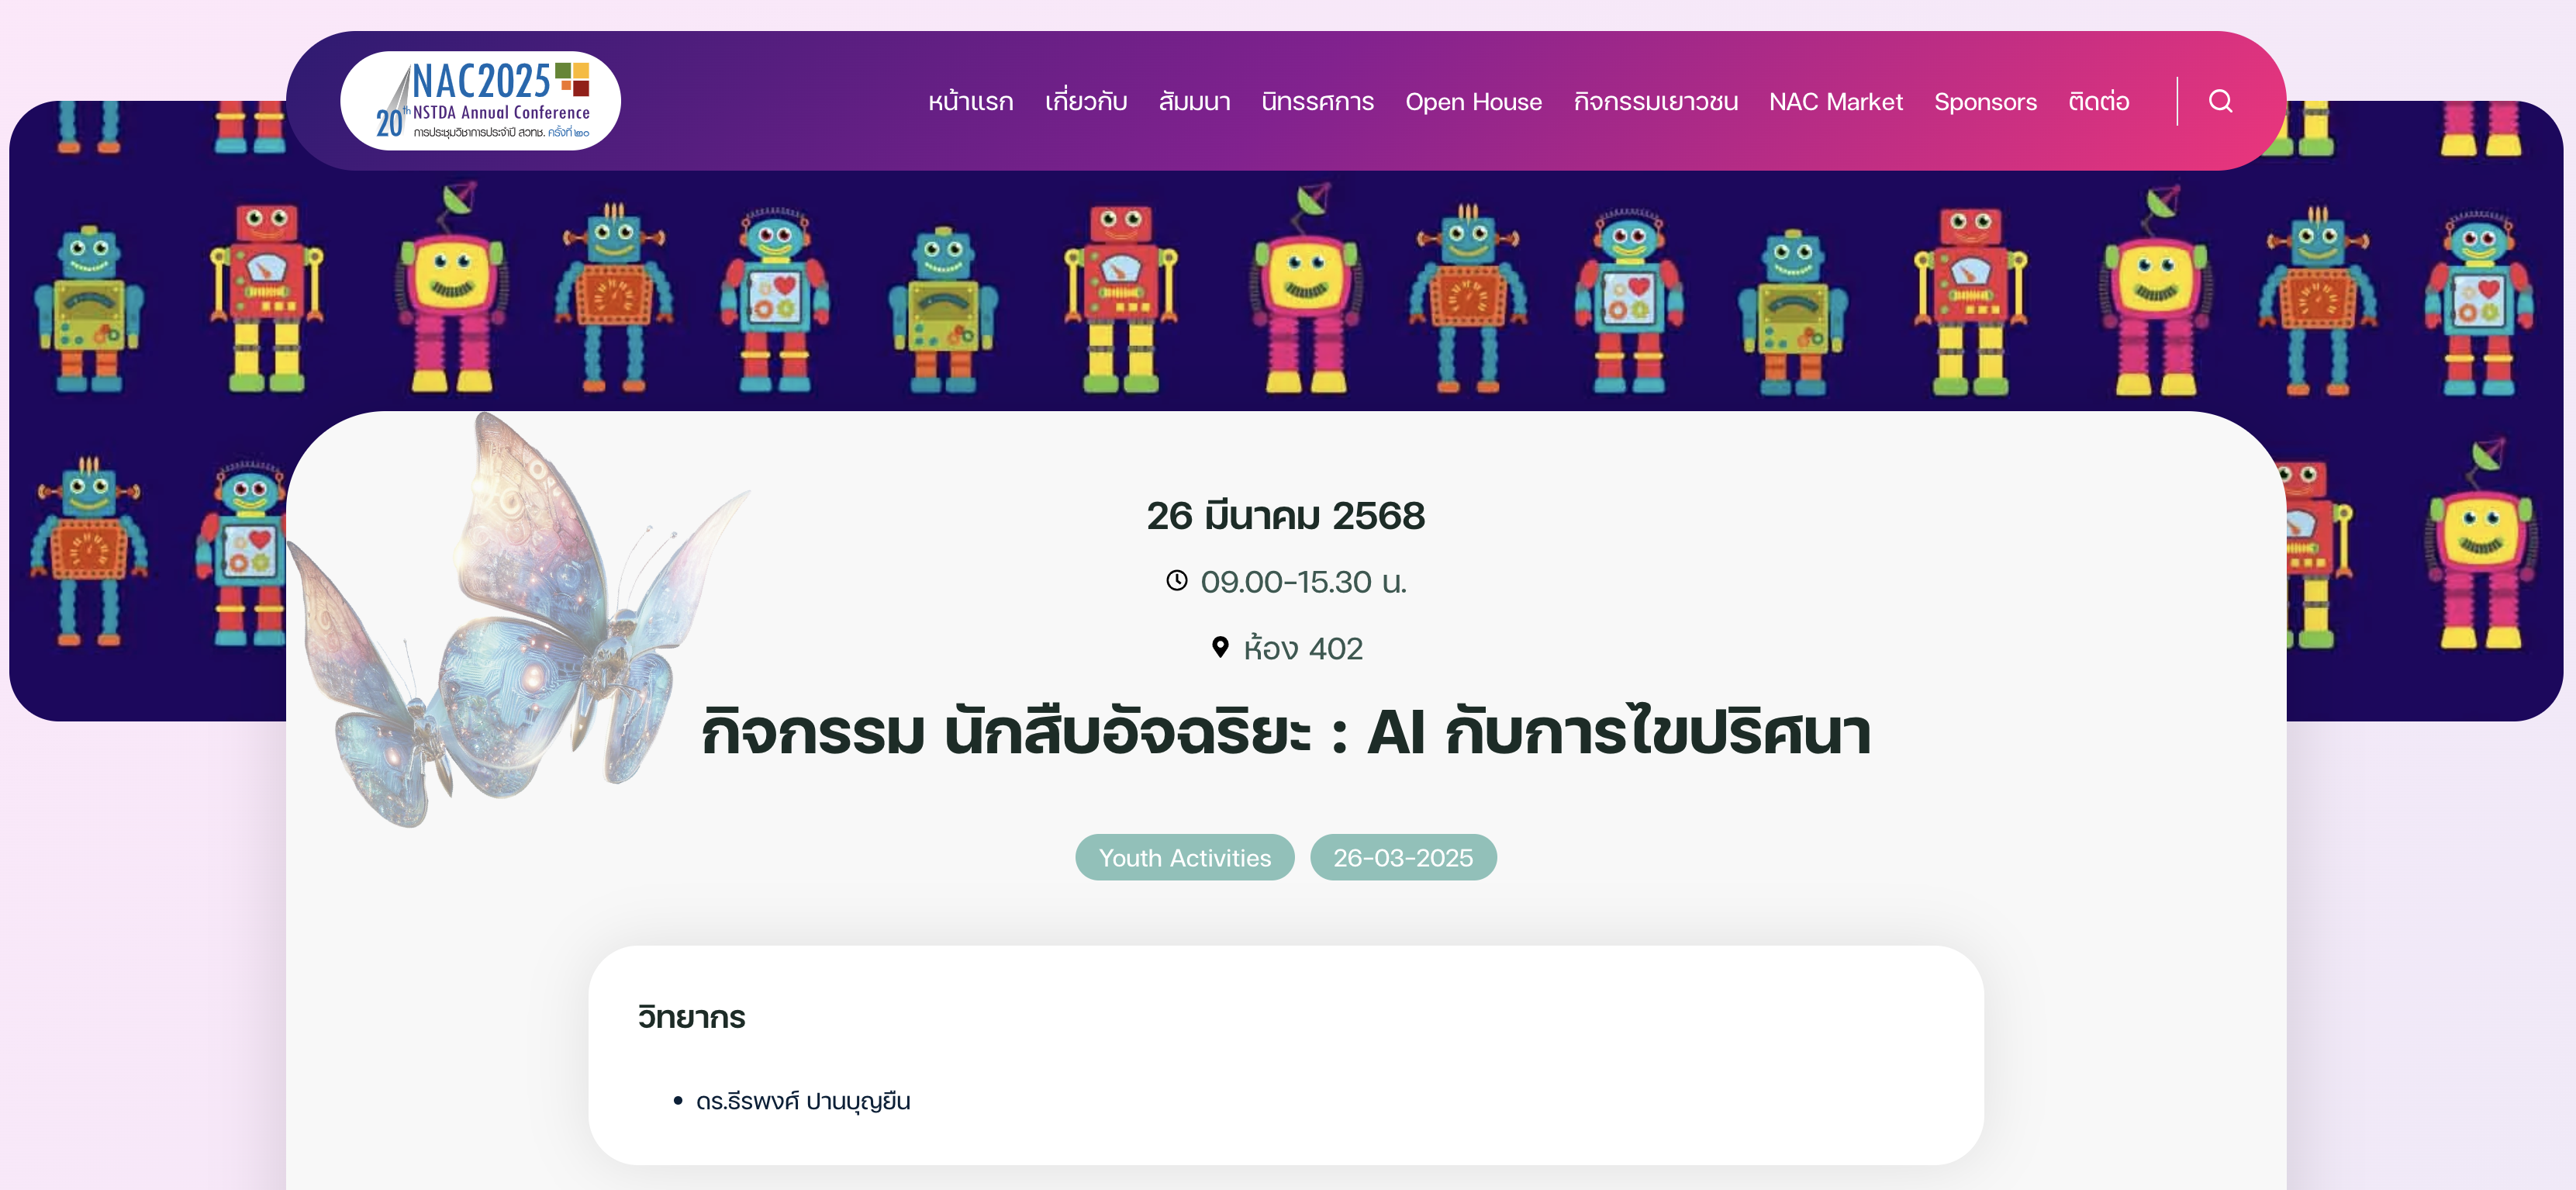 NAC2025
20th NSTDA Annual Conference
การประชุมวิชาการประจำปี สวทช. ครั้งที่ ๒๐
หน้าแรก เกี่ยวกับ สัมมนา นิทรรศการ Open House กิจกรรมเยาวชน NAC Market Sponsors ติดต่อ
26 มีนาคม 2568
09.00-15.30 น.
ห้อง 402
กิจกรรม นักสืบอัจฉริยะ : AI กับการไขปริศนา
Youth Activities 26-03-2025
วิทยากร
• ดร.ธีรพงศ์ ปานบุญยืน